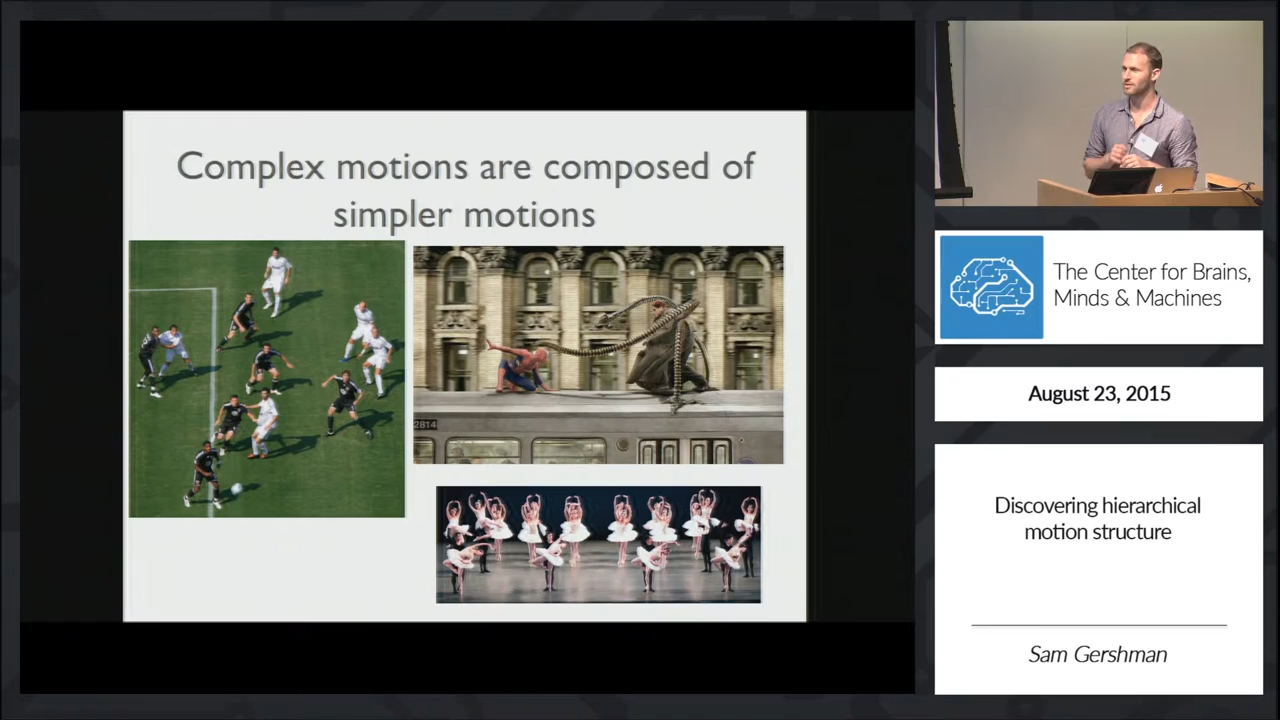 Complex motions are composed of
simpler motions
2814
The Center for Brains,
Minds & Machines
August 23, 2015
Discovering hierarchical
motion structure
Sam Gershman